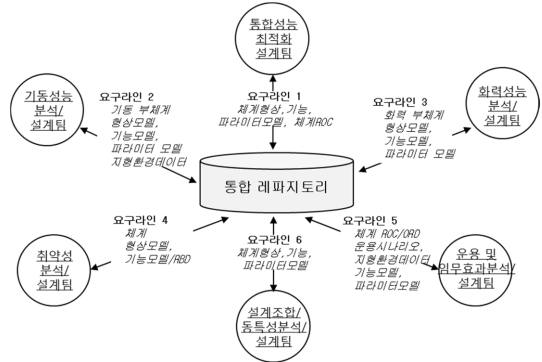 통합성능
최적화
설계팀
기동성능
분석/
설계팀
요구라인 2
기동 부체계
형상모델,
기능모델,
파라미터 모델
지형환경데이터
요구라인 1
체계형상,기능,
파라미터모델, 체계ROC
요구라인 3
화력 부체계
형상모델,
기능모델,
파라미터 모델
화력성능
분석/
설계팀
통합 레파지토리
요구라인 4
체계
형상모델,
기능모델/RBD
취약성
분석/
설계팀
요구라인 6
체계형상,기능,
파라미터모델
요구라인 5
체계 ROC/ORD
운용시나리오,
지형환경데이터
기능모델,
파라미터모델
운용 및
임무효과분석/
설계팀
설계조합/
동특성분석/
설계팀